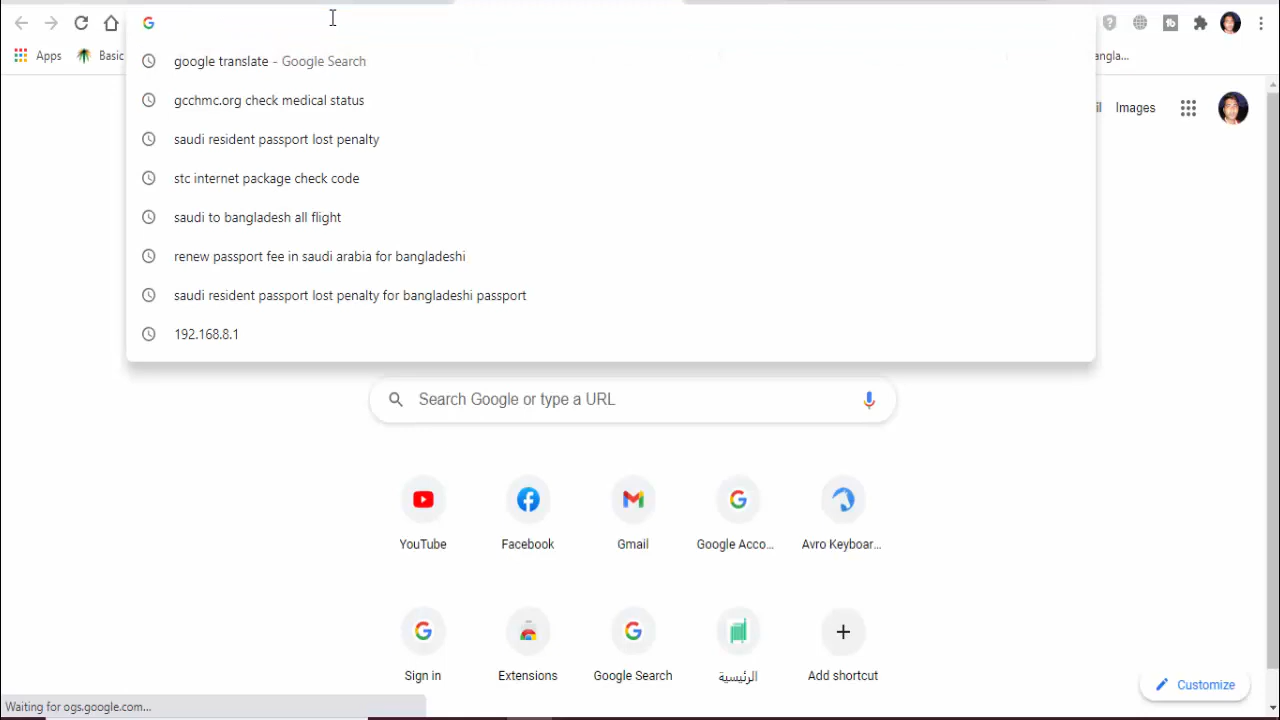 google translate - Google Search
Apps
Basic
gcchmc.org check medical status
angla...
saudi resident passport lost penalty
Images
stc internet package check code
saudi to bangladesh all flight
renew passport fee in saudi arabia for bangladeshi
saudi resident passport lost penalty for bangladeshi passport
192.168.8.1
Search Google or type a URL
YouTube
Facebook
Gmail
Google Acco...
Avro Keyboar...
Sign in
Extensions
Google Search
الرئيسية
Add shortcut
Customize
Waiting for ogs.google.com...